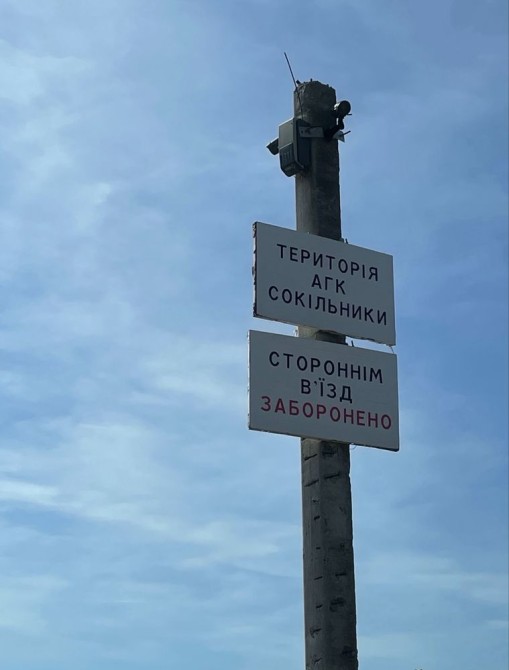 ТЕРИТОРІЯ
АГК
СОКІЛЬНИКИ
СТОРОННІМ
В'ЇЗД
ЗАБОРОНЕНО